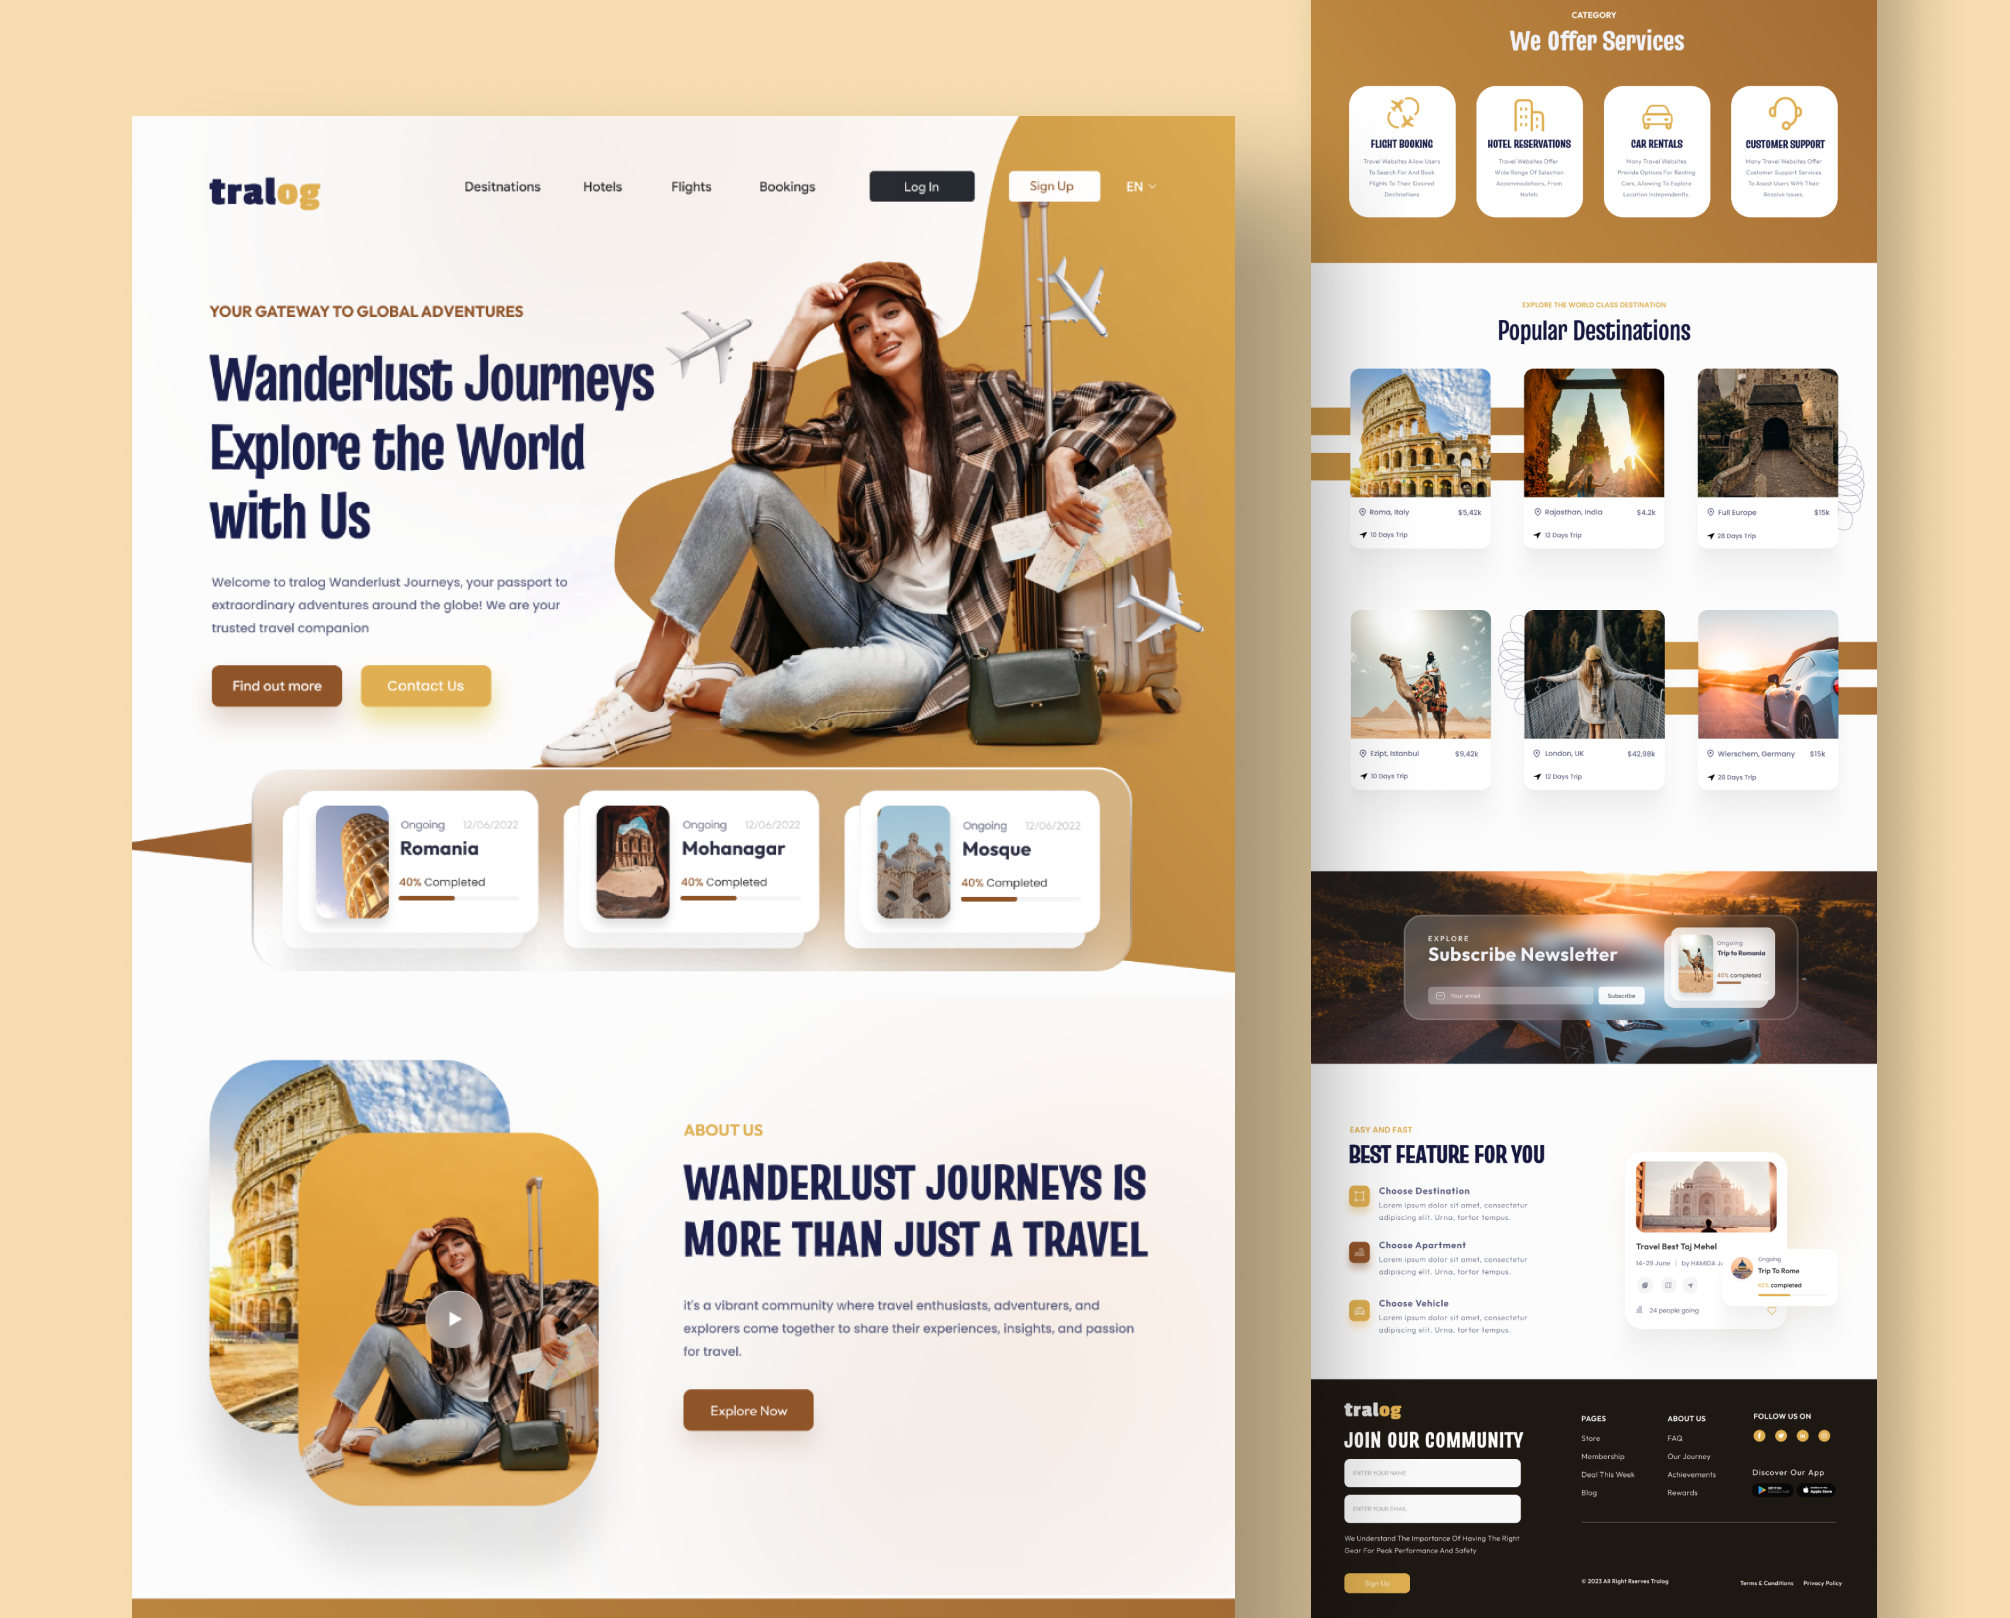 tralog
Desitnations
Hotels
Flights
Bookings
Log In
Sign Up
EN
YOUR GATEWAY TO GLOBAL ADVENTURES
Wanderlust Journeys
Explore the World
with Us
Welcome to tralog Wanderlust Journeys, your passport to
extraordinary adventures around the globe! We are your
trusted travel companion
Find out more
Contact Us
Ongoing 12/06/2022
Romania
40% Completed
Ongoing 12/06/2022
Mohanagar
40% Completed
Ongoing 12/06/2022
Mosque
40% Completed
ABOUT US
WANDERLUST JOURNEYS IS
MORE THAN JUST A TRAVEL
it's a vibrant community where travel enthusiasts, adventurers, and
explorers come together to share their experiences, insights, and passion
for travel.
Explore Now
CATEGORY
We Offer Services
FLIGHT BOOKING
Travel Websites Allow Users
To Search For And Book
Flights To Their Desired
Destinations
HOTEL RESERVATIONS
Travel Websites Offer
Wide Range Of Selection
Accommodations, From
Hotels
CAR RENTALS
Many Travel Websites
Provide Options For Renting
Cars, Allowing To Explore
Location Independently.
CUSTOMER SUPPORT
Many Travel Websites Offer
Customer Support Services
To Assist Users With Their
Resolve Issues.
EXPLORE THE WORLD CLASS DESTINATION
Popular Destinations
Roma, Italy $5,42k
10 Days Trip
Rajasthan, India $4.2k
12 Days Trip
Full Europe $15k
28 Days Trip
Ezipt, Istanbul $9,42k
10 Days Trip
London, UK $42,98k
12 Days Trip
Wierschem, Germany $15k
28 Days Trip
EXPLORE
Subscribe Newsletter
Your email
Subscribe
Ongoing
Trip to Romania
40% completed
EASY AND FAST
BEST FEATURE FOR YOU
Choose Destination
Lorem ipsum dolor sit amet, consectetur
adipiscing elit. Urna, tortor tempus.
Choose Apartment
Lorem ipsum dolor sit amet, consectetur
adipiscing elit. Urna, tortor tempus.
Choose Vehicle
Lorem ipsum dolor sit amet, consectetur
adipiscing elit. Urna, tortor tempus.
Travel Best Taj Mehel
14-29 June | by HAMIDA
24 people going
Ongoing
Trip To Rome
40% completed
tralog
JOIN OUR COMMUNITY
ENTER YOUR NAME
ENTER YOUR EMAIL
We Understand The Importance Of Having The Right
Gear For Peak Performance And Safety
Sign Up
PAGES
Store
Membership
Deal This Week
Blog
ABOUT US
FAQ
Our Journey
Achievements
Rewards
FOLLOW US ON
Discover Our App
Apple Store
© 2023 All Right Rserves Tralog
Terms & Conditions
Privacy Policy